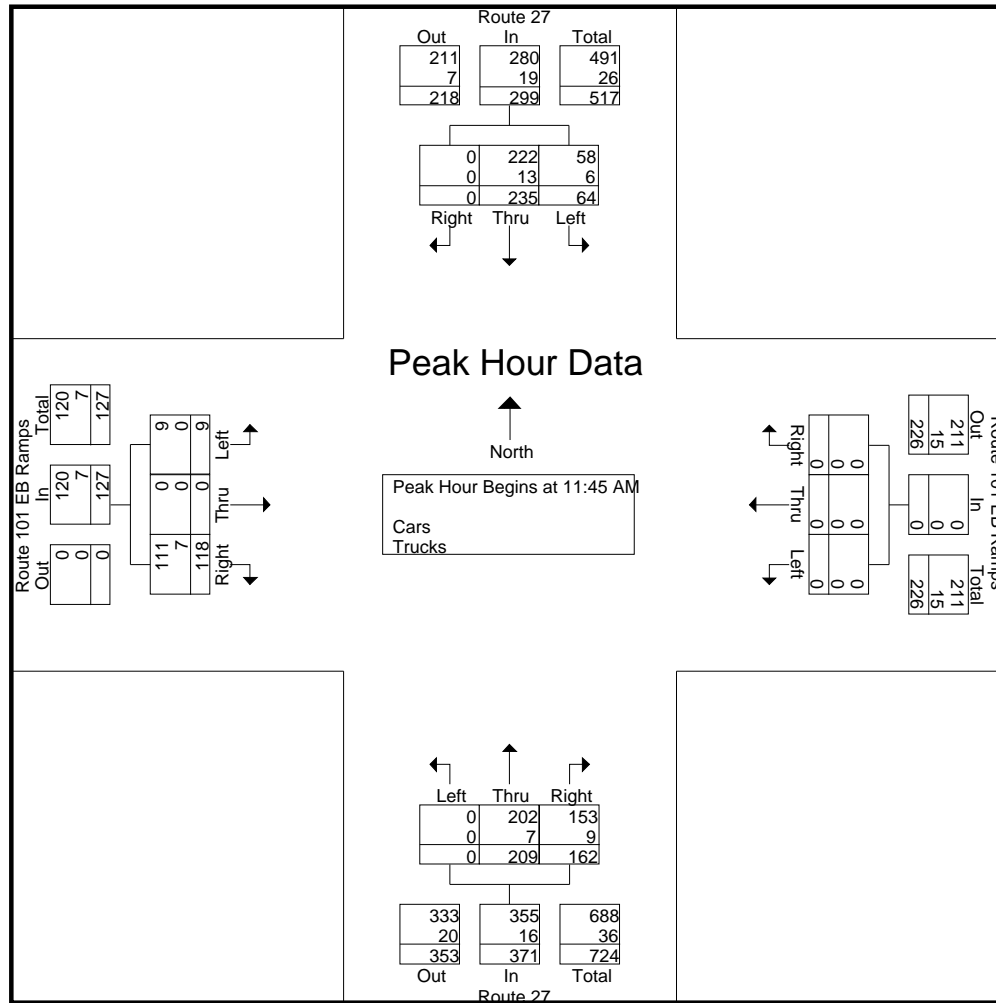 Route 27
Out In Total
211 280 491
7 19 26
218 299 517
0 222 58
0 13 6
0 235 64
Right Thru Left
Peak Hour Data
North
Peak Hour Begins at 11:45 AM
Cars
Trucks
Route 101 EB Ramps
Total In Out
120 120 0
7 7 0
127 127 0
9 0 111
0 0 7
9 0 118
Left Thru Right
Route 101 EB Ramps
Out In Total
211 0 211
15 0 15
226 0 226
0 0 0
0 0 0
0 0 0
Right Thru Left
Left Thru Right
0 202 153
0 7 9
0 209 162
333 355 688
20 16 36
353 371 724
Out In Total
Route 27